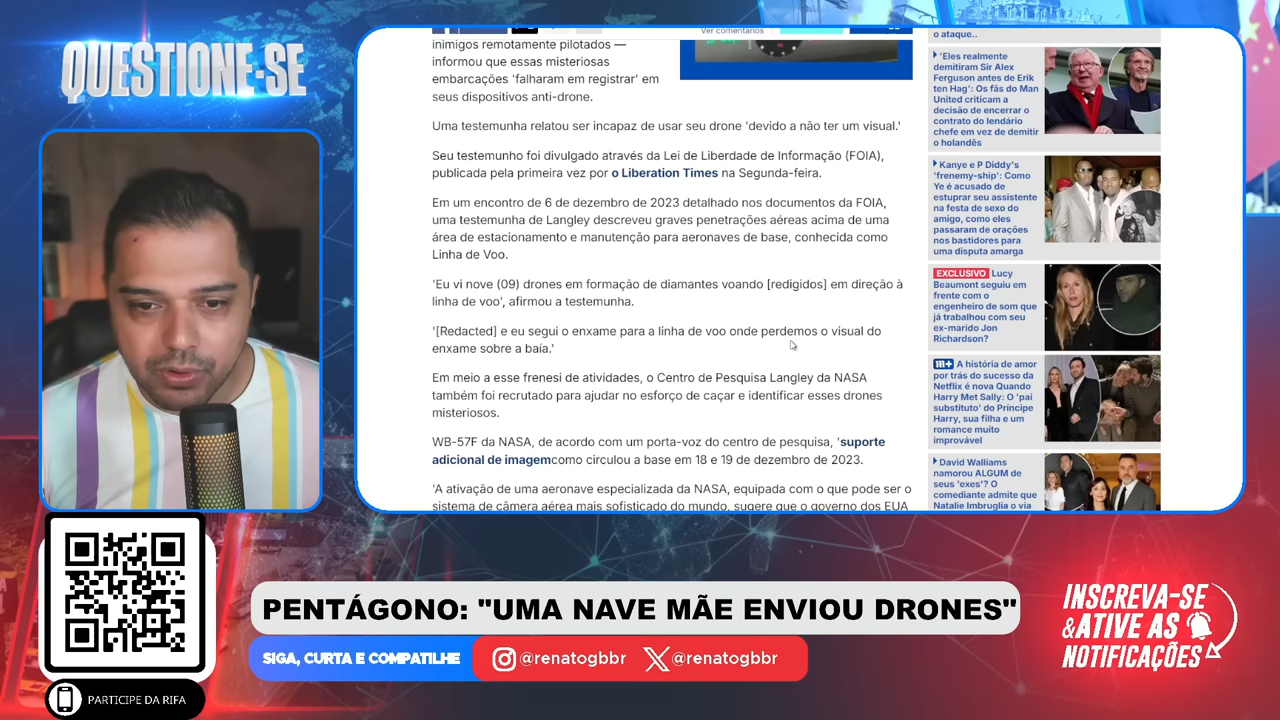 QUESTIONE-SE
Ver comentários
inimigos remotamente pilotados —
informou que essas misteriosas
embarcações 'falharam em registrar' em
seus dispositivos anti-drone.
Uma testemunha relatou ser incapaz de usar seu drone 'devido a não ter um visual.'
Seu testemunho foi divulgado através da Lei de Liberdade de Informação (FOIA),
publicada pela primeira vez por o Liberation Times na Segunda-feira.
Em um encontro de 6 de dezembro de 2023 detalhado nos documentos da FOIA,
uma testemunha de Langley descreveu graves penetrações aéreas acima de uma
área de estacionamento e manutenção para aeronaves de base, conhecida como
Linha de Voo.
'Eu vi nove (09) drones em formação de diamantes voando [redigidos] em direção à
linha de voo', afirmou a testemunha.
'[Redacted] e eu segui o enxame para a linha de voo onde perdemos o visual do
enxame sobre a baía.'
Em meio a esse frenesi de atividades, o Centro de Pesquisa Langley da NASA
também foi recrutado para ajudar no esforço de caçar e identificar esses drones
misteriosos.
WB-57F da NASA, de acordo com um porta-voz do centro de pesquisa, 'suporte
adicional de imagemcomo circulou a base em 18 e 19 de dezembro de 2023.
'A ativação de uma aeronave especializada da NASA, equipada com o que pode ser o
sistema de câmera aérea mais sofisticado do mundo, sugere que o governo dos EUA
o ataque..
'Eles realmente
demitiram Sir Alex
Ferguson antes de Erik
ten Hag': Os fãs do Man
United criticam a
decisão de encerrar o
contrato do lendário
chefe em vez de demitir
o holandês
Kanye e P Diddy's
'frenemy-ship': Como
Ye é acusado de
estuprar seu assistente
na festa de sexo do
amigo, como eles
passaram de orações
nos bastidores para
uma disputa amarga
EXCLUSIVO Lucy
Beaumont seguiu em
frente com o
engenheiro de som que
já trabalhou com seu
ex-marido Jon
Richardson?
m+ A história de amor
por trás do sucesso da
Netflix é nova Quando
Harry Met Sally: O 'pai
substituto' do Príncipe
Harry, sua filha e um
romance muito
improvável
David Walliams
namorou ALGUM de
seus 'exes'? O
comediante admite que
Natalie Imbruglia o via
PENTÁGONO: "UMA NAVE MÃE ENVIOU DRONES"
SIGA, CURTA E COMPATILHE
@renatogbbr
@renatogbbr
INSCREVA-SE
&ATIVE AS
NOTIFICAÇÕES
PARTICIPE DA RIFA